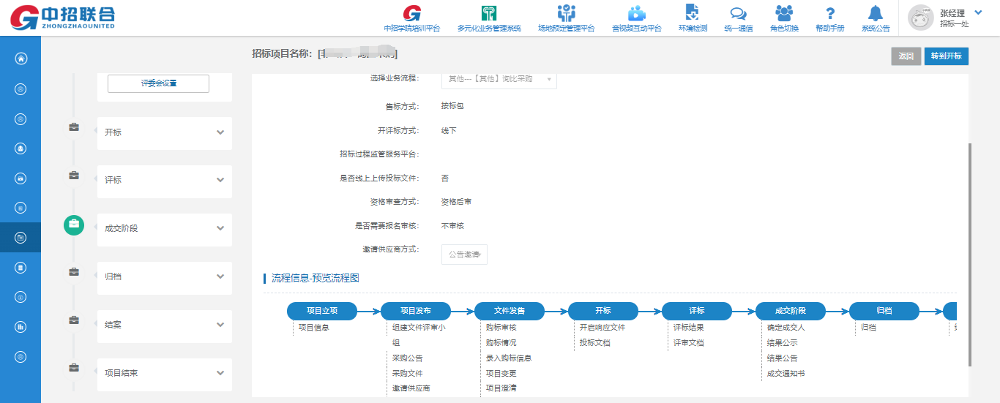 中招联合
ZHONGZHAOUNITED
中招学院培训平台
多元化业务管理系统
场地预定管理平台
音视频互动平台
环境检测
统一通信
角色切换
帮助手册
系统公告
张经理
招标一处
招标项目名称：
返回
转到开标
评委会设置
开标
评标
成交阶段
归档
结案
项目结束
选择业务流程：
其他---【其他】询比采购
售标方式：
按标包
开评标方式：
线下
招标过程监管服务平台：
是否线上上传投标文件：
否
资格审查方式：
资格后审
是否需要报名审核：
不审核
邀请供应商方式：
公告邀请
流程信息-预览流程图
项目立项
项目信息
项目发布
组建文件评审小
组
采购公告
采购文件
邀请供应商
文件发售
购标审核
购标情况
录入购标信息
项目变更
项目澄清
开标
开启响应文件
投标文档
评标
评标结果
评审文档
成交阶段
确定成交人
结果公示
结果公告
成交通知书
归档
归档